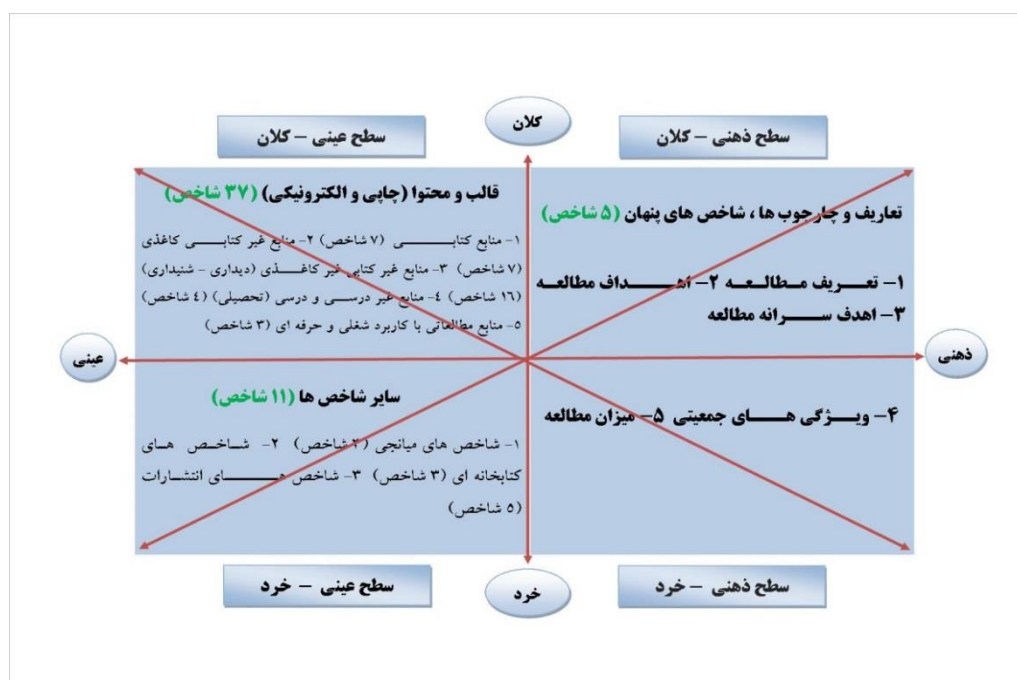 کلان
سطح ذهنی – کلان
سطح عینی – کلان
تعاریف و چارچوب ها ، شاخص های پنهان (۵ شاخص)
۱- تعریف مطالعه ۲- اهداف مطالعه
۳- اهدف سرانه مطالعه
قالب و محتوا (چاپی و الکترونیکی) (۳۷ شاخص)
۱- منابع کتابی (۷ شاخص) ۲- منابع غیر کتابی کاغذی
(۷ شاخص) ۳- منابع غیر کتابی غیر کاغذی (دیداری - شنیداری)
(۱۶ شاخص) ۴- منابع غیر درسی و درسی (تحصیلی) (۴ شاخص)
۵- منابع مطالعاتی با کاربرد شغلی و حرفه ای (۳ شاخص)
ذهنی
عینی
۴- ویژگی های جمعیتی ۵- میزان مطالعه
سایر شاخص ها (۱۱ شاخص)
۱- شاخص های میانجی (۳ شاخص) ۲- شاخص های
کتابخانه ای (۳ شاخص) ۳- شاخص های انتشارات
(۵ شاخص)
سطح ذهنی – خرد
سطح عینی – خرد
خرد